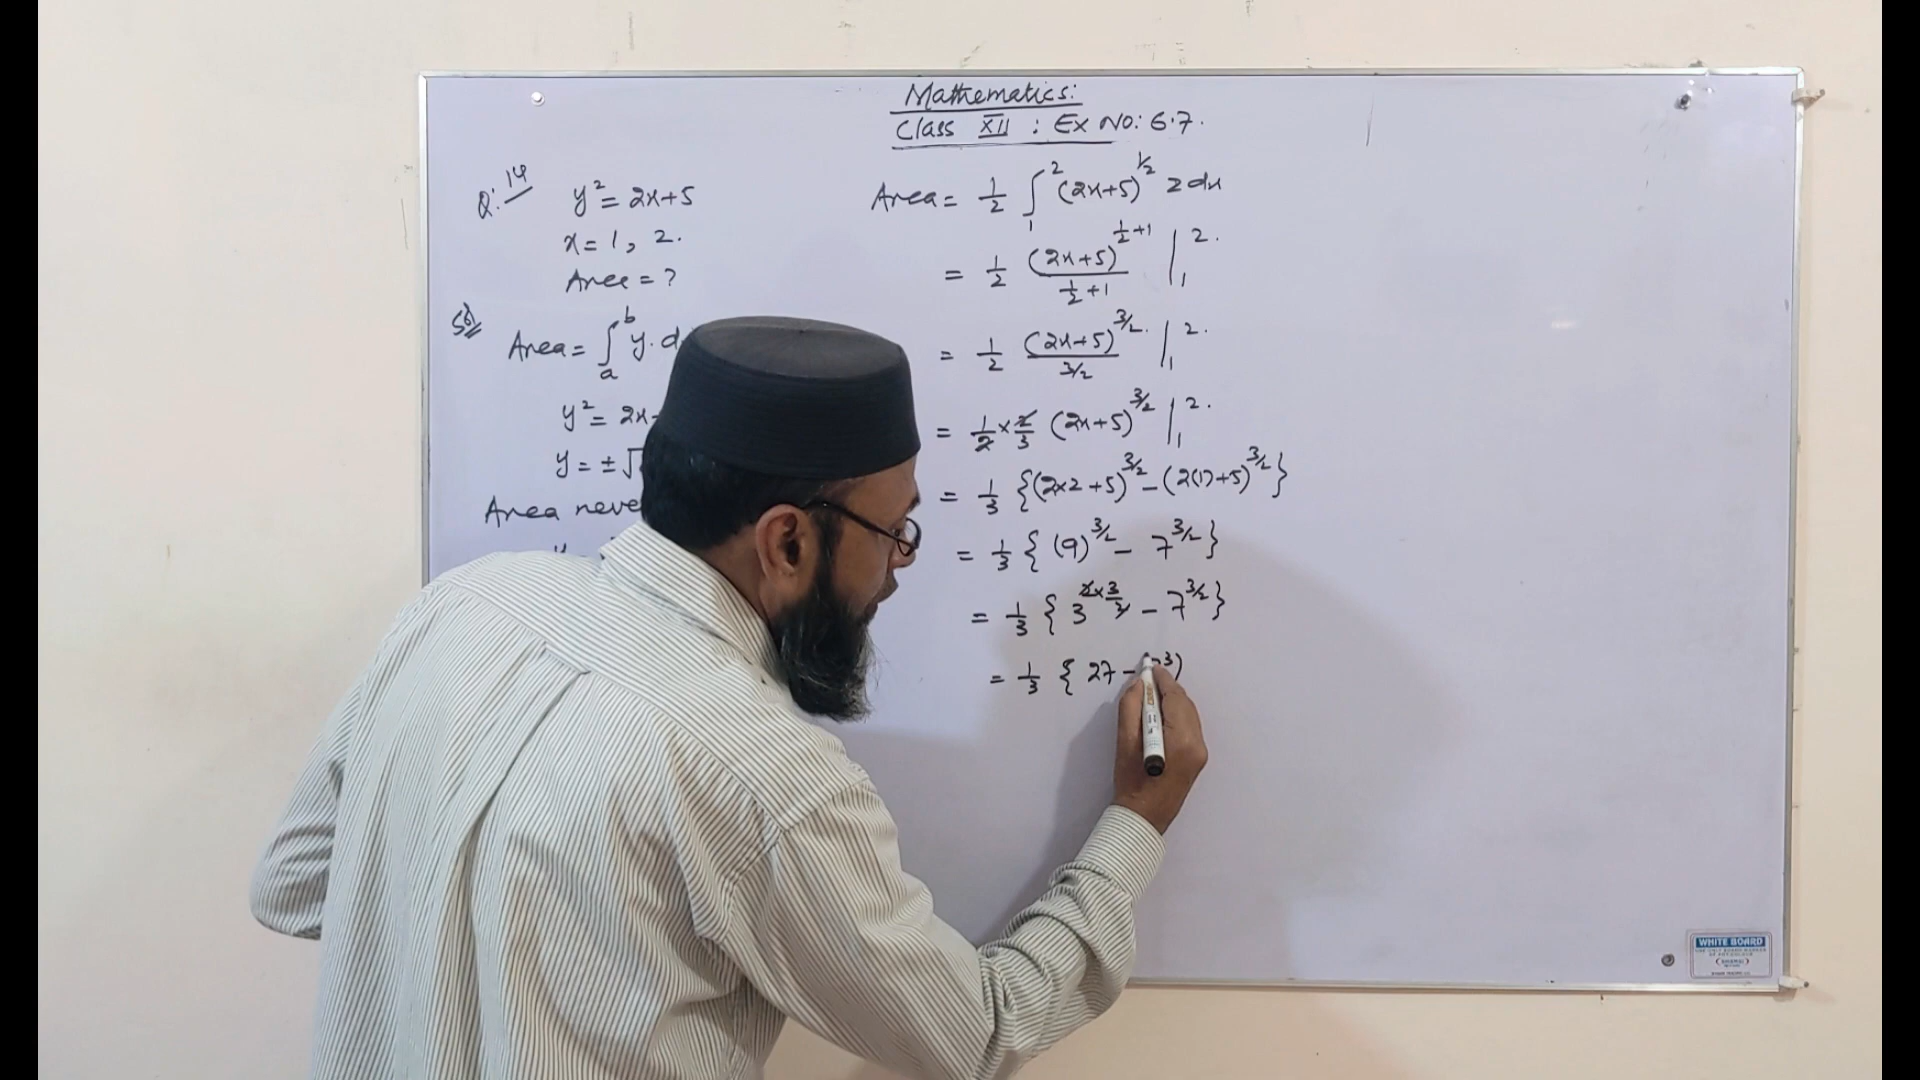 Mathematics:
Class XII : Ex No: 6.7.
Q: 14
y² = 2x+5
x = 1, 2.
Area = ?
Sol
Area = ∫ₐᵇ y. d
y² = 2x
y = ±√
Area neve
Area = 1/2 ∫₁² (2x+5)^1/2 2dx
= 1/2 (2x+5)^(1/2+1) / (1/2+1) |₁².
= 1/2 (2x+5)^3/2. / 3/2 |₁².
= 1/2 × 2/3 (2x+5)^3/2 |₁².
= 1/3 {(2×2+5)^3/2 – (2(1)+5)^3/2}
= 1/3 { (9)^3/2 – 7^3/2 }
= 1/3 { 3^(2×3/2) – 7^3/2 }
= 1/3 { 27 –
WHITE BOARD